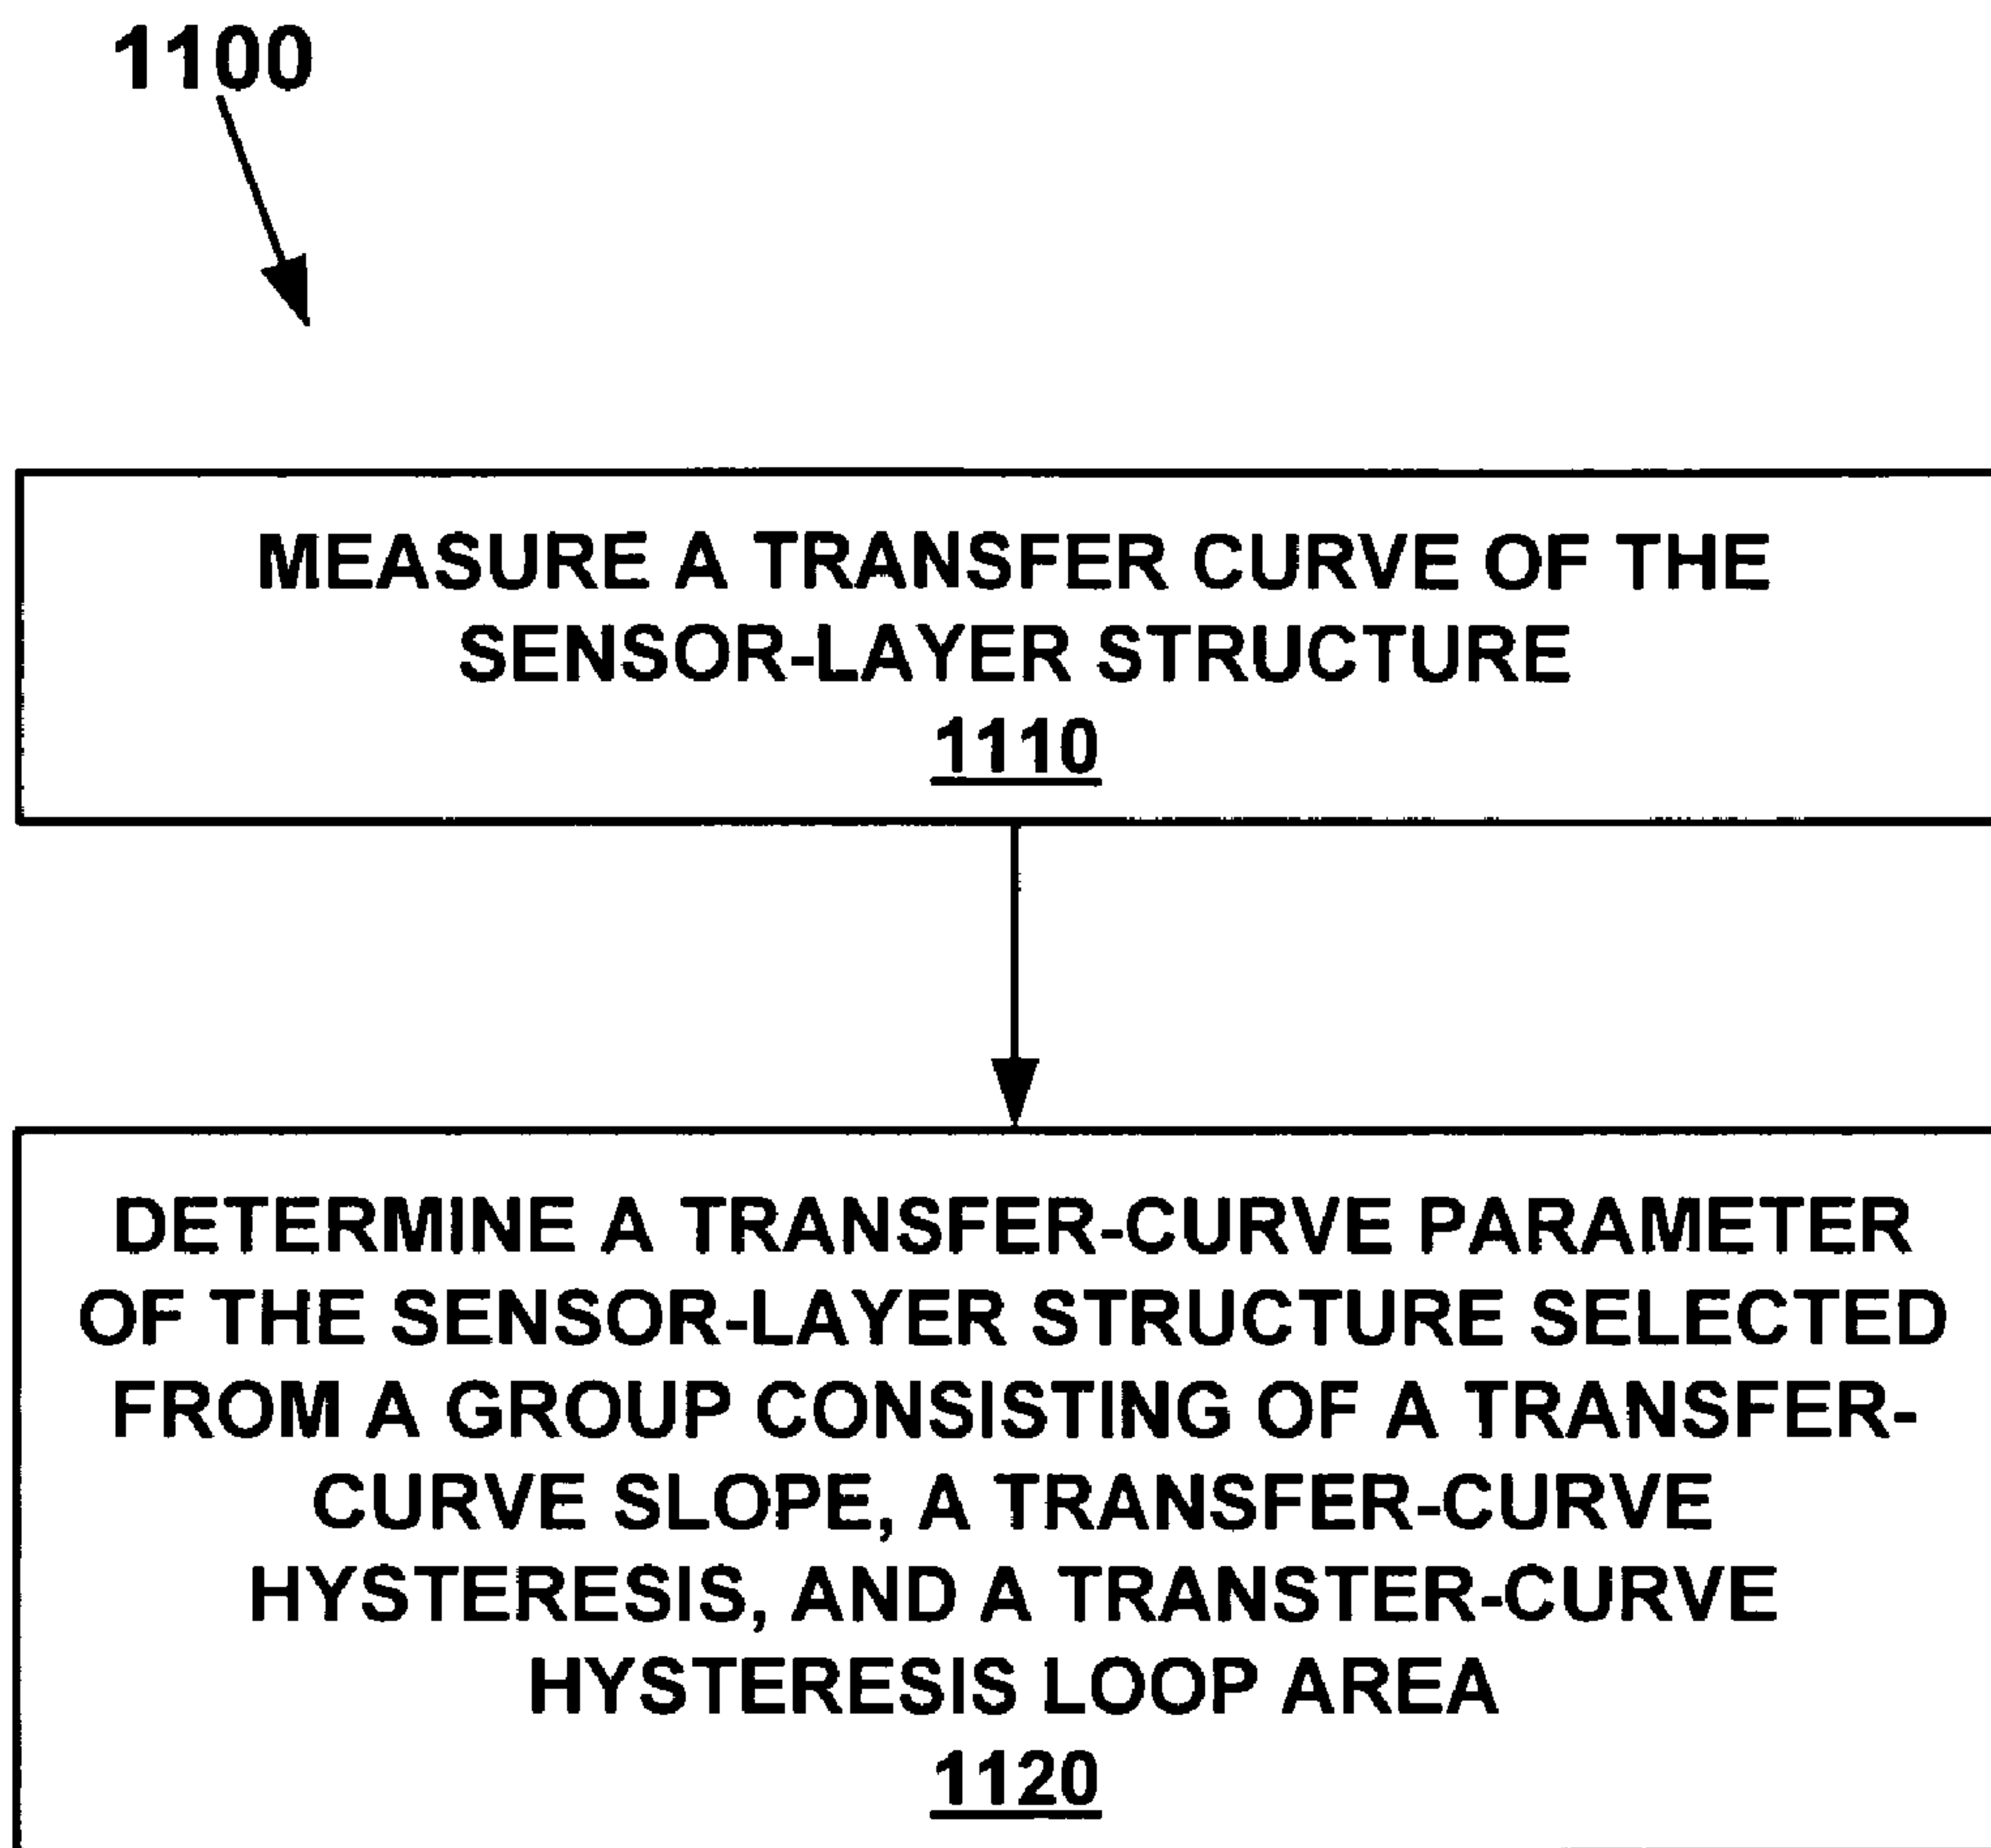 1100
MEASURE A TRANSFER CURVE OF THE
SENSOR-LAYER STRUCTURE
1110
DETERMINE A TRANSFER-CURVE PARAMETER
OF THE SENSOR-LAYER STRUCTURE SELECTED
FROM A GROUP CONSISTING OF A TRANSFER-
CURVE SLOPE, A TRANSFER-CURVE
HYSTERESIS, AND A TRANSTER-CURVE
HYSTERESIS LOOP AREA
1120